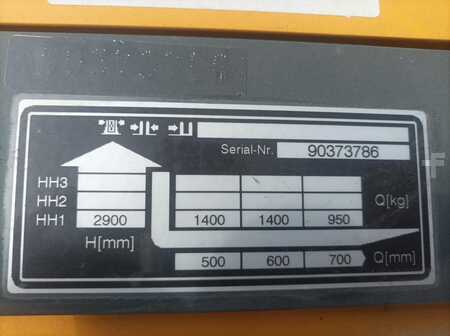 Serial-Nr. 90373786
HH3
HH2 Q[kg]
HH1 2900 1400 1400 950
H[mm]
500 600 700 Q[mm]
F